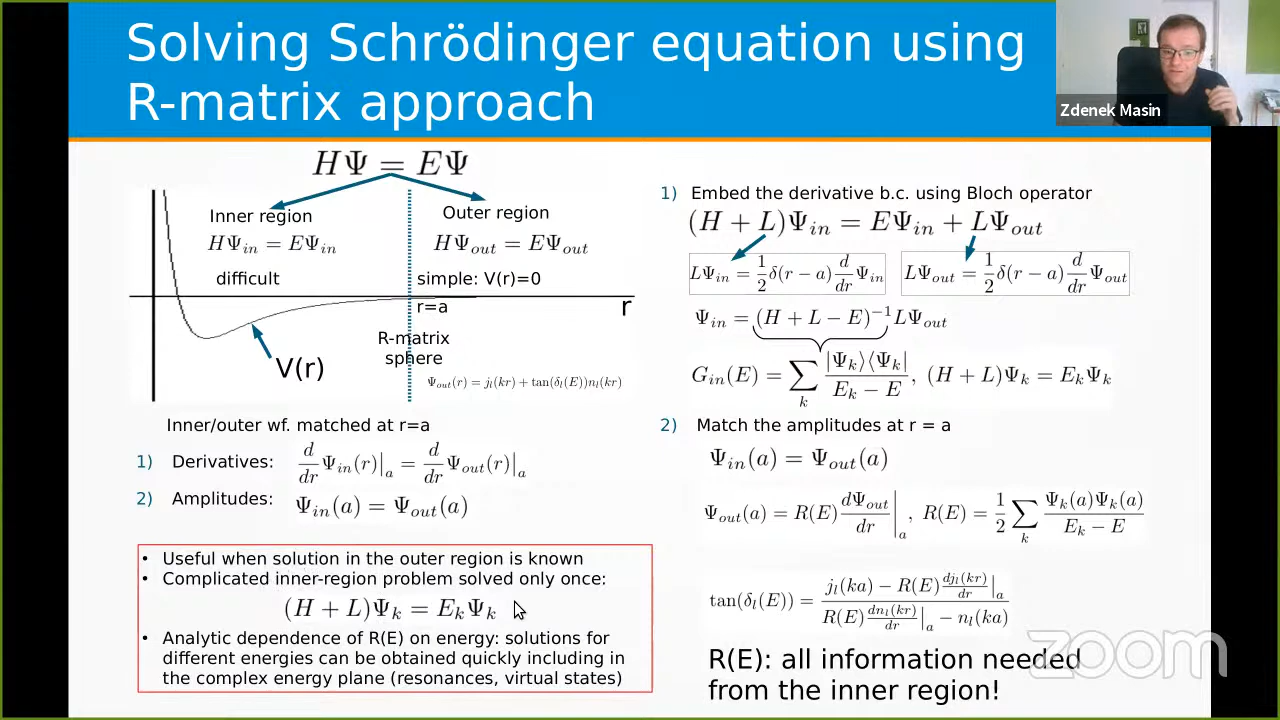 Solving Schrödinger equation using
R-matrix approach
Zdenek Masin
HΨ = EΨ
Inner region
Outer region
HΨ_in = EΨ_in
HΨ_out = EΨ_out
difficult
simple: V(r)=0
r=a
r
R-matrix
sphere
V(r)
Ψ_out(r) = j_l(kr) + tan(δ_l(E))n_l(kr)
Inner/outer wf. matched at r=a
1) Derivatives: d/dr Ψ_in(r)|_a = d/dr Ψ_out(r)|_a
2) Amplitudes: Ψ_in(a) = Ψ_out(a)
• Useful when solution in the outer region is known
• Complicated inner-region problem solved only once:
(H + L)Ψ_k = E_kΨ_k
• Analytic dependence of R(E) on energy: solutions for
different energies can be obtained quickly including in
the complex energy plane (resonances, virtual states)
1) Embed the derivative b.c. using Bloch operator
(H + L)Ψ_in = EΨ_in + LΨ_out
LΨ_in = 1/2 δ(r − a) d/dr Ψ_in
LΨ_out = 1/2 δ(r − a) d/dr Ψ_out
Ψ_in = (H + L − E)^−1 LΨ_out
G_in(E) = ∑_k |Ψ_k⟩⟨Ψ_k| / E_k − E, (H + L)Ψ_k = E_kΨ_k
2) Match the amplitudes at r = a
Ψ_in(a) = Ψ_out(a)
Ψ_out(a) = R(E) dΨ_out/dr |_a, R(E) = 1/2 ∑_k Ψ_k(a)Ψ_k(a) / E_k − E
tan(δ_l(E)) = j_l(ka) − R(E) dj_l(kr)/dr |_a / R(E) dn_l(kr)/dr |_a − n_l(ka)
R(E): all information needed
from the inner region!
zoom